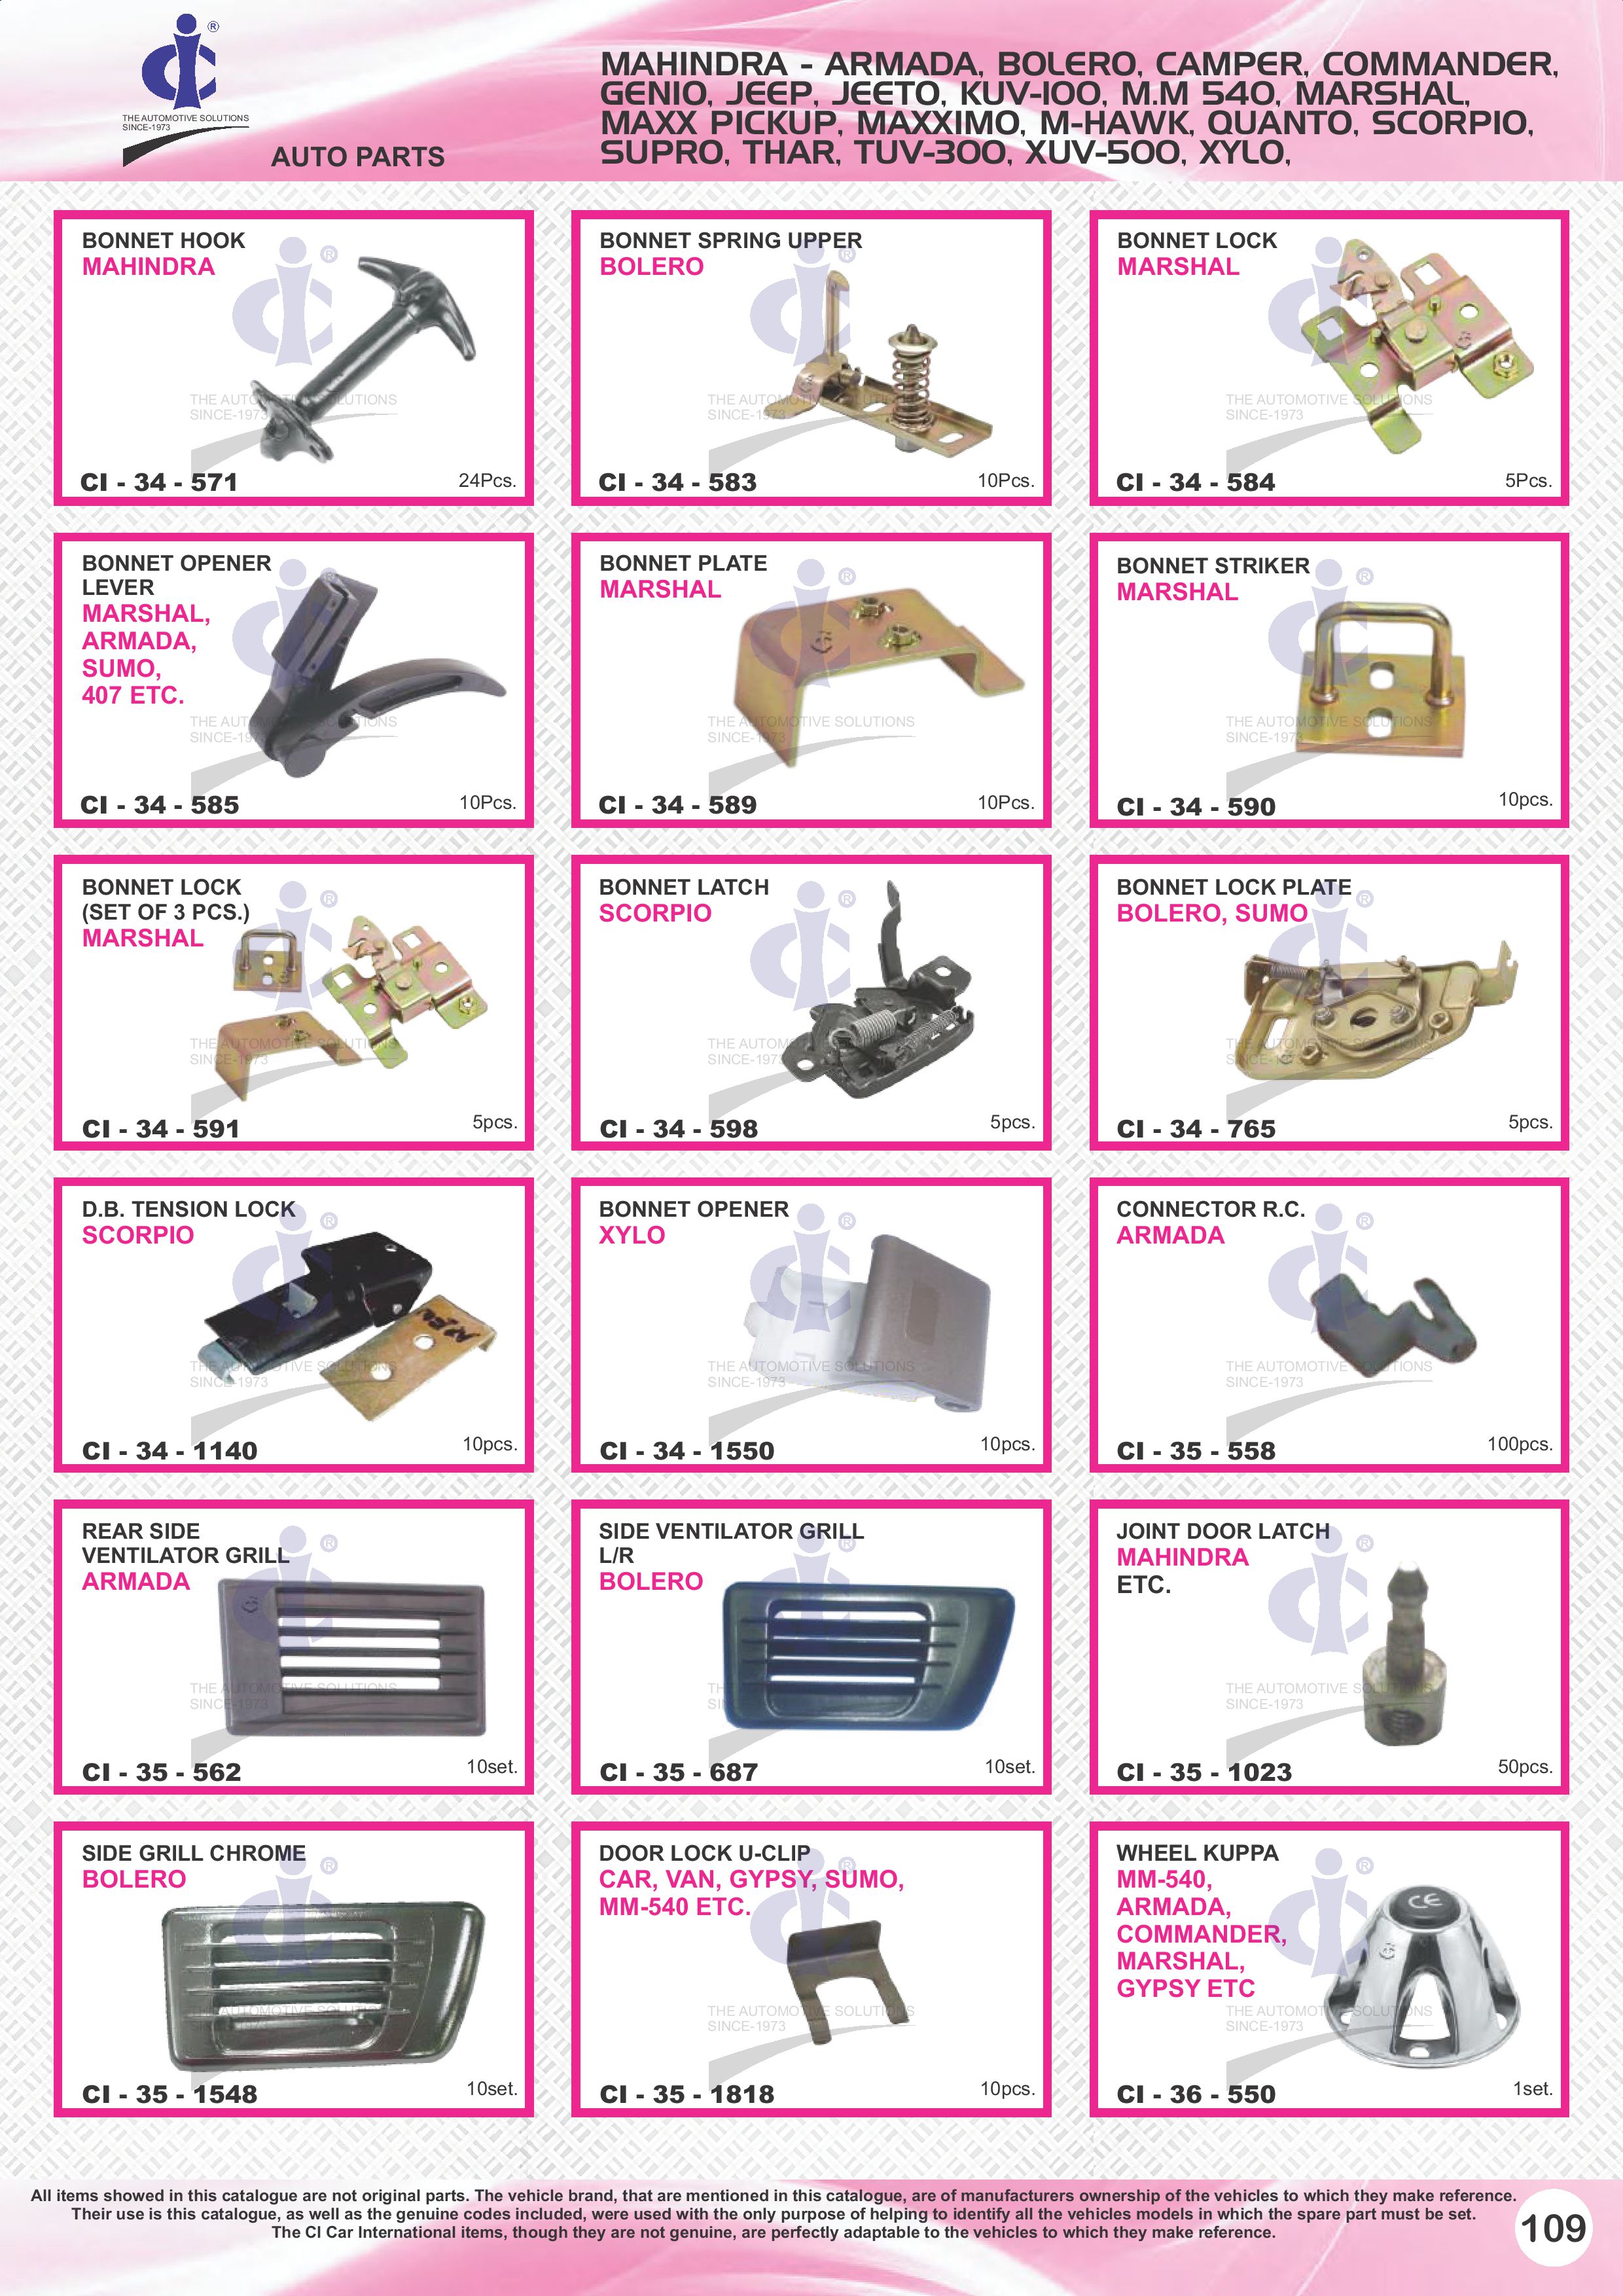 ®
THE AUTOMOTIVE SOLUTIONS
SINCE-1973
AUTO PARTS
MAHINDRA - ARMADA, BOLERO, CAMPER, COMMANDER,
GENIO, JEEP, JEETO, KUV-100, M.M 540, MARSHAL,
MAXX PICKUP, MAXXIMO, M-HAWK, QUANTO, SCORPIO,
SUPRO, THAR, TUV-300, XUV-500, XYLO,
BONNET HOOK
MAHINDRA
CI - 34 - 571
24Pcs.
BONNET SPRING UPPER
BOLERO
CI - 34 - 583
10Pcs.
BONNET LOCK
MARSHAL
CI - 34 - 584
5Pcs.
BONNET OPENER
LEVER
MARSHAL,
ARMADA,
SUMO,
407 ETC.
CI - 34 - 585
10Pcs.
BONNET PLATE
MARSHAL
CI - 34 - 589
10Pcs.
BONNET STRIKER
MARSHAL
CI - 34 - 590
10pcs.
BONNET LOCK
(SET OF 3 PCS.)
MARSHAL
CI - 34 - 591
5pcs.
BONNET LATCH
SCORPIO
CI - 34 - 598
5pcs.
BONNET LOCK PLATE
BOLERO, SUMO
CI - 34 - 765
5pcs.
D.B. TENSION LOCK
SCORPIO
CI - 34 - 1140
10pcs.
BONNET OPENER
XYLO
CI - 34 - 1550
10pcs.
CONNECTOR R.C.
ARMADA
CI - 35 - 558
100pcs.
REAR SIDE
VENTILATOR GRILL
ARMADA
CI - 35 - 562
10set.
SIDE VENTILATOR GRILL
L/R
BOLERO
CI - 35 - 687
10set.
JOINT DOOR LATCH
MAHINDRA
ETC.
CI - 35 - 1023
50pcs.
SIDE GRILL CHROME
BOLERO
CI - 35 - 1548
10set.
DOOR LOCK U-CLIP
CAR, VAN, GYPSY, SUMO,
MM-540 ETC.
CI - 35 - 1818
10pcs.
WHEEL KUPPA
MM-540,
ARMADA,
COMMANDER,
MARSHAL,
GYPSY ETC
CE
CI - 36 - 550
1set.
All items showed in this catalogue are not original parts. The vehicle brand, that are mentioned in this catalogue, are of manufacturers ownership of the vehicles to which they make reference.
Their use is this catalogue, as well as the genuine codes included, were used with the only purpose of helping to identify all the vehicles models in which the spare part must be set.
The CI Car International items, though they are not genuine, are perfectly adaptable to the vehicles to which they make reference.
109